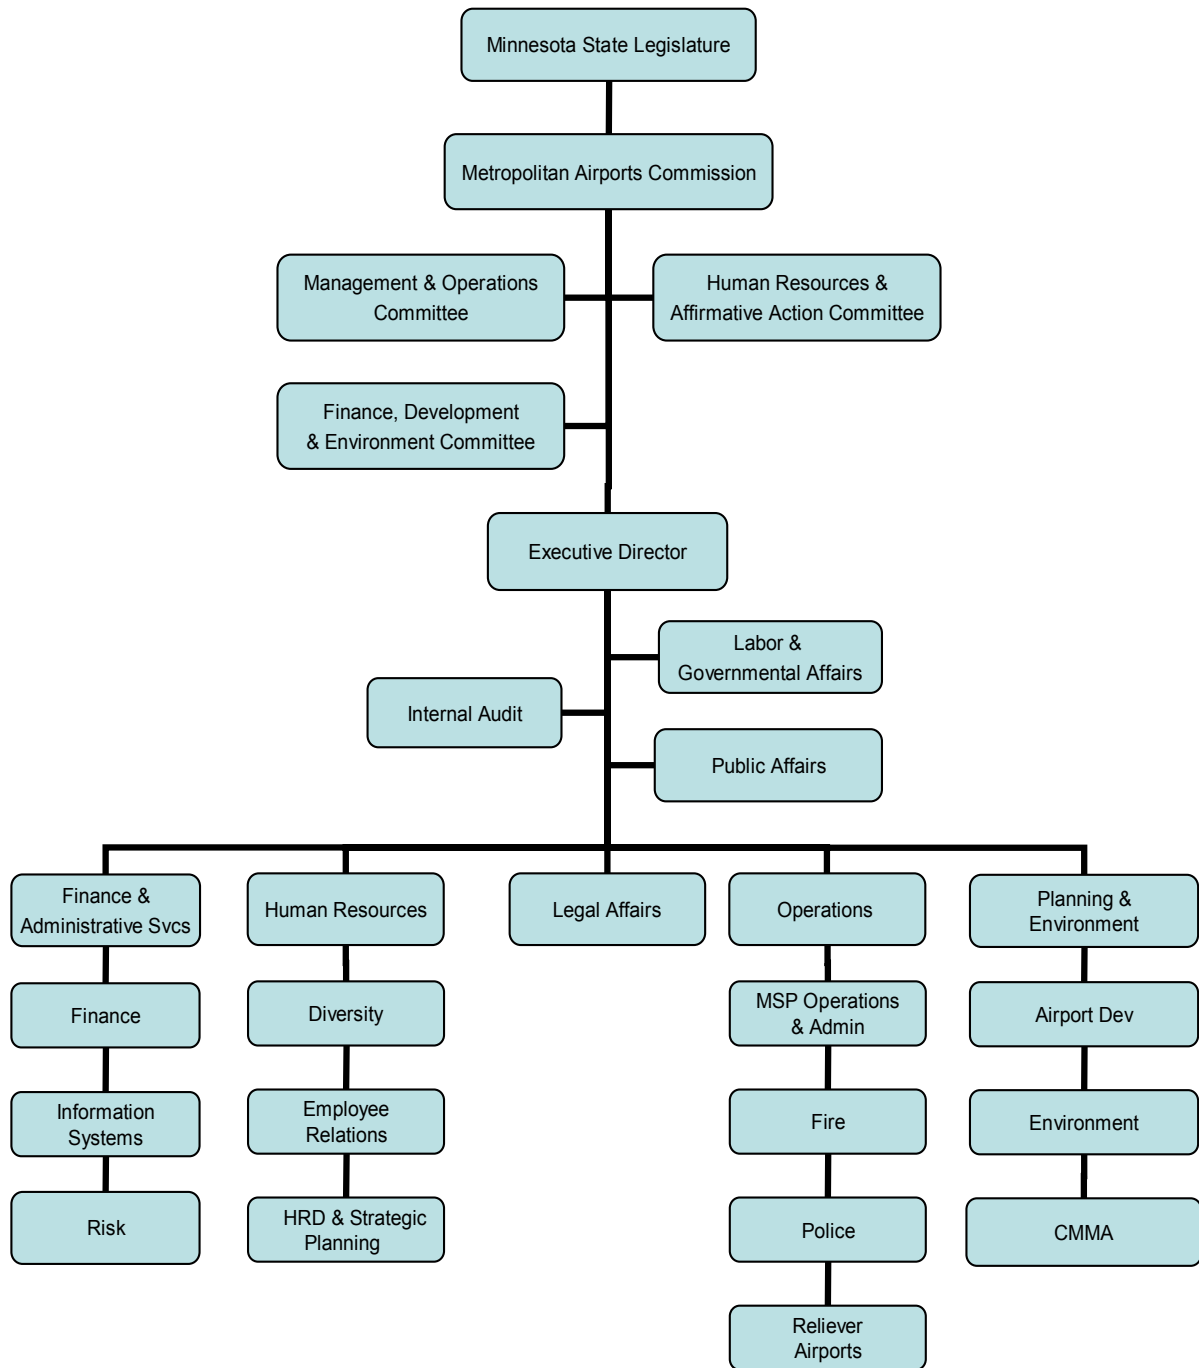 Minnesota State Legislature
Metropolitan Airports Commission
Management & Operations
Committee
Human Resources &
Affirmative Action Committee
Finance, Development
& Environment Committee
Executive Director
Labor &
Governmental Affairs
Internal Audit
Public Affairs
Finance &
Administrative Svcs
Human Resources
Legal Affairs
Operations
Planning &
Environment
Finance
Diversity
MSP Operations
& Admin
Airport Dev
Information
Systems
Employee
Relations
Fire
Environment
Risk
HRD & Strategic
Planning
Police
CMMA
Reliever
Airports